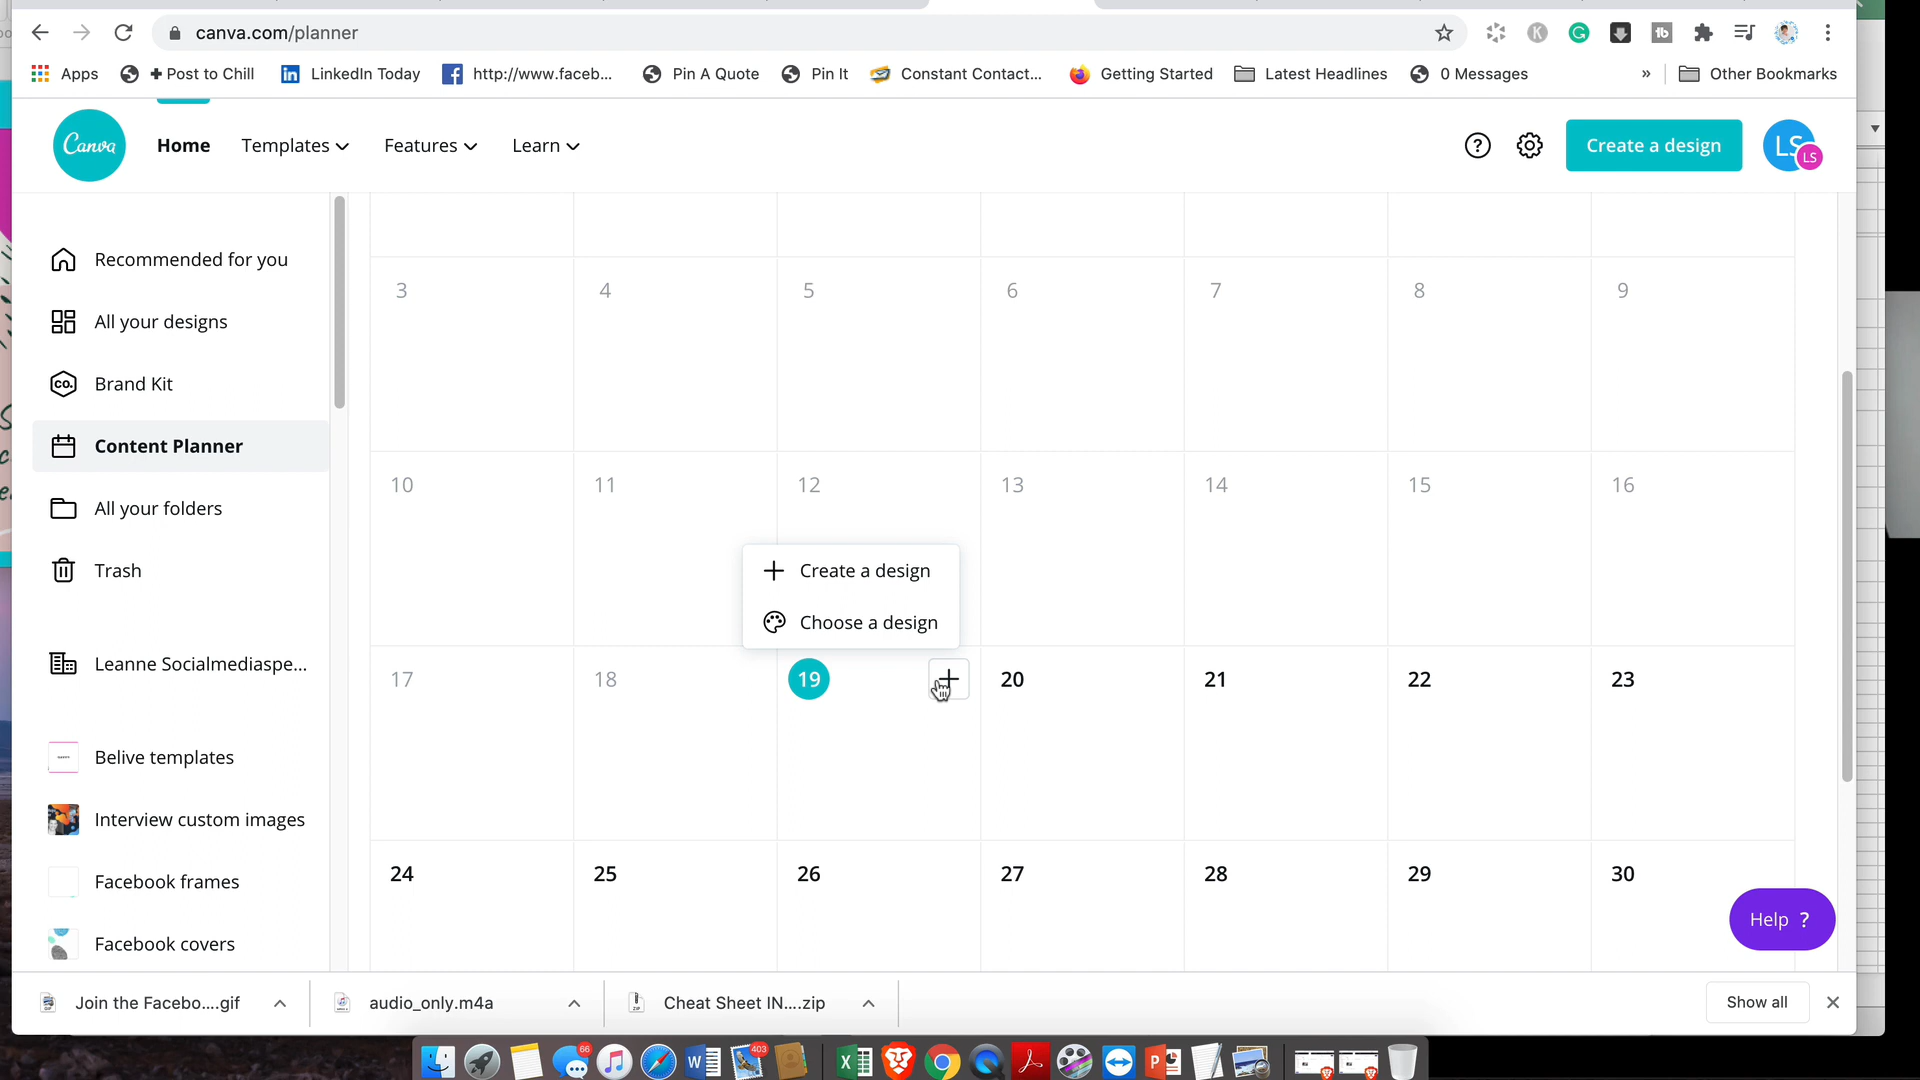 canva.com/planner
Apps
+ Post to Chill
LinkedIn Today
http://www.faceb...
Pin A Quote
Pin It
Constant Contact...
Getting Started
Latest Headlines
0 Messages
»
Other Bookmarks
Canva
Home
Templates
Features
Learn
Create a design
LS
LS
Recommended for you
All your designs
Brand Kit
Content Planner
All your folders
Trash
Leanne Socialmediaspe...
Belive templates
Interview custom images
Facebook frames
Facebook covers
3 4 5 6 7 8 9
10 11 12 13 14 15 16
Create a design
Choose a design
17 18 19 20 21 22 23
24 25 26 27 28 29 30
Help ?
Join the Facebo....gif
audio_only.m4a
Cheat Sheet IN....zip
Show all
66
403